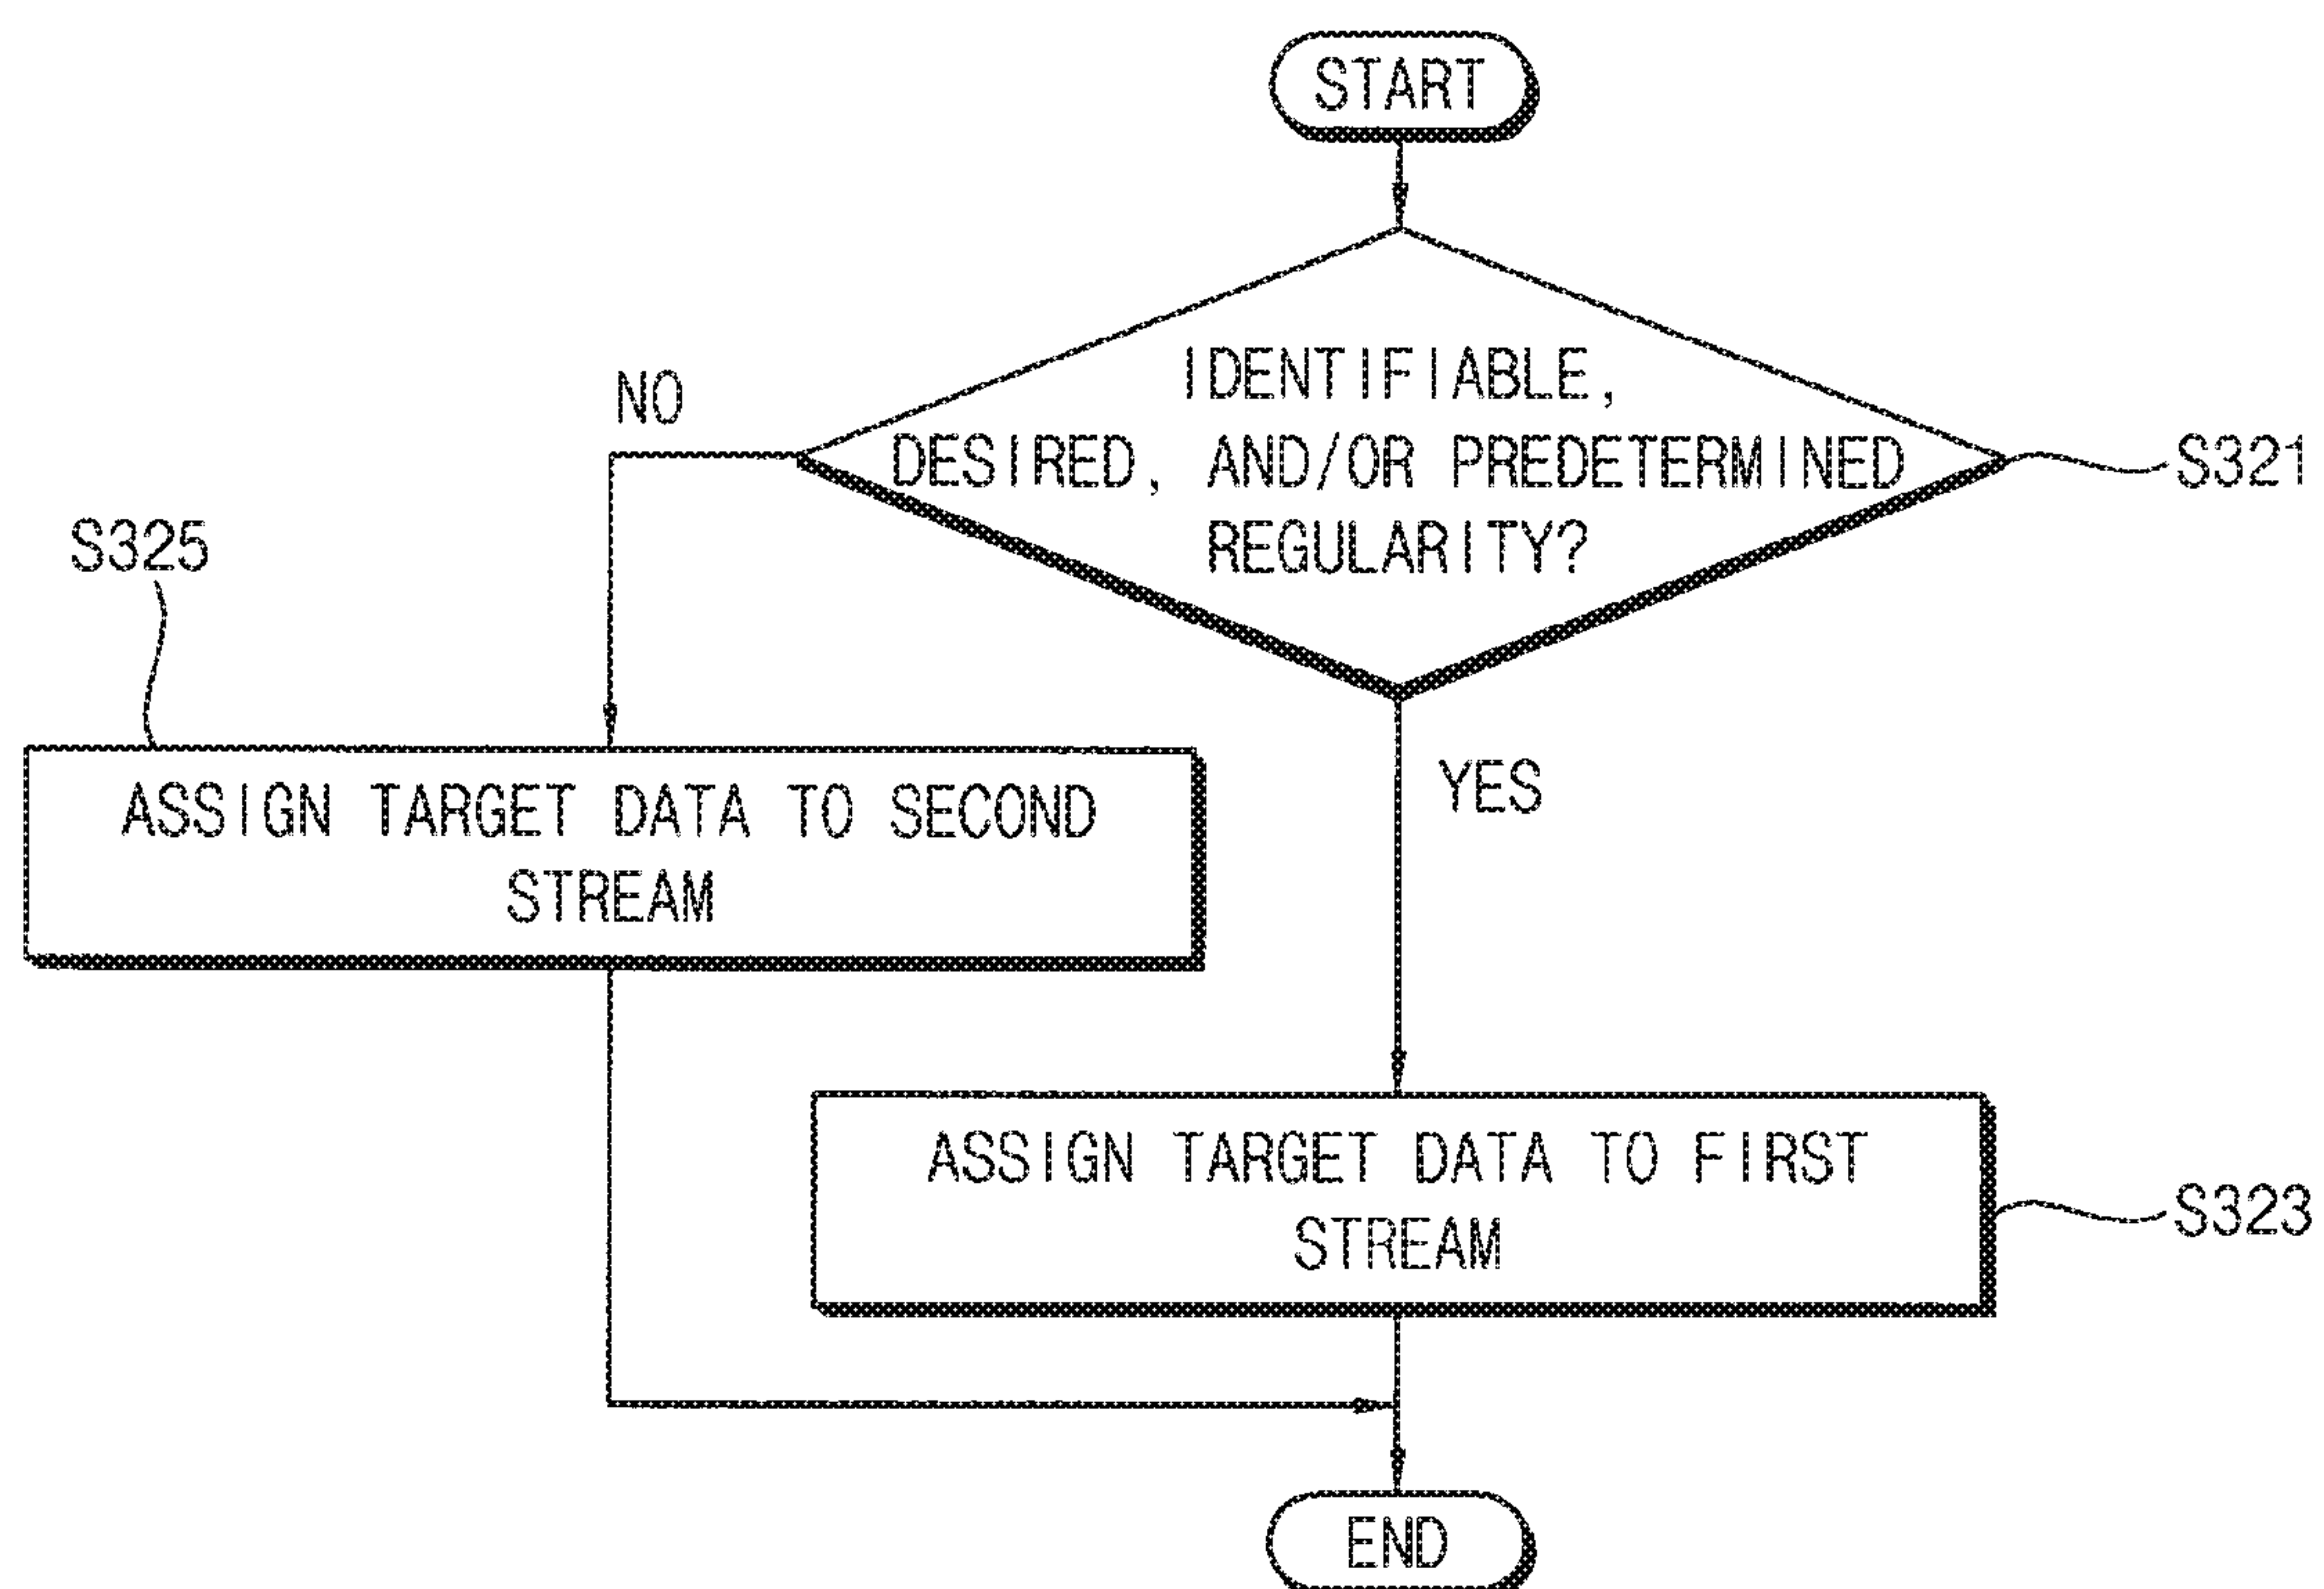 START
IDENTIFIABLE,
DESIRED, AND/OR PREDETERMINED
REGULARITY?
S321
NO
S325
ASSIGN TARGET DATA TO SECOND
STREAM
YES
ASSIGN TARGET DATA TO FIRST
STREAM
S323
END